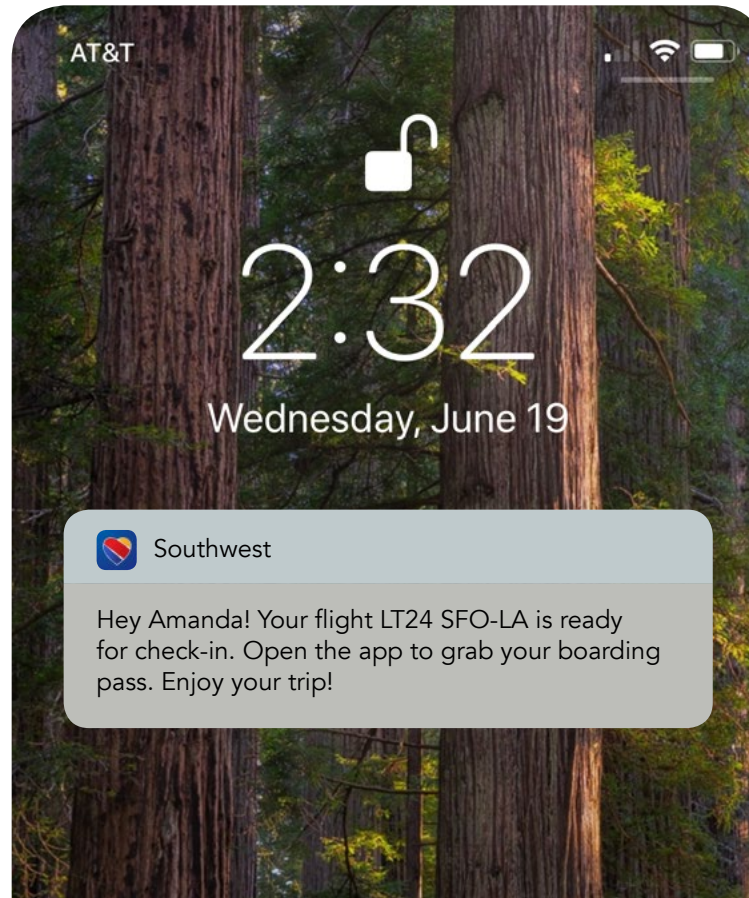 AT&T
2:32
Wednesday, June 19
Southwest
Hey Amanda! Your flight LT24 SFO-LA is ready
for check-in. Open the app to grab your boarding
pass. Enjoy your trip!